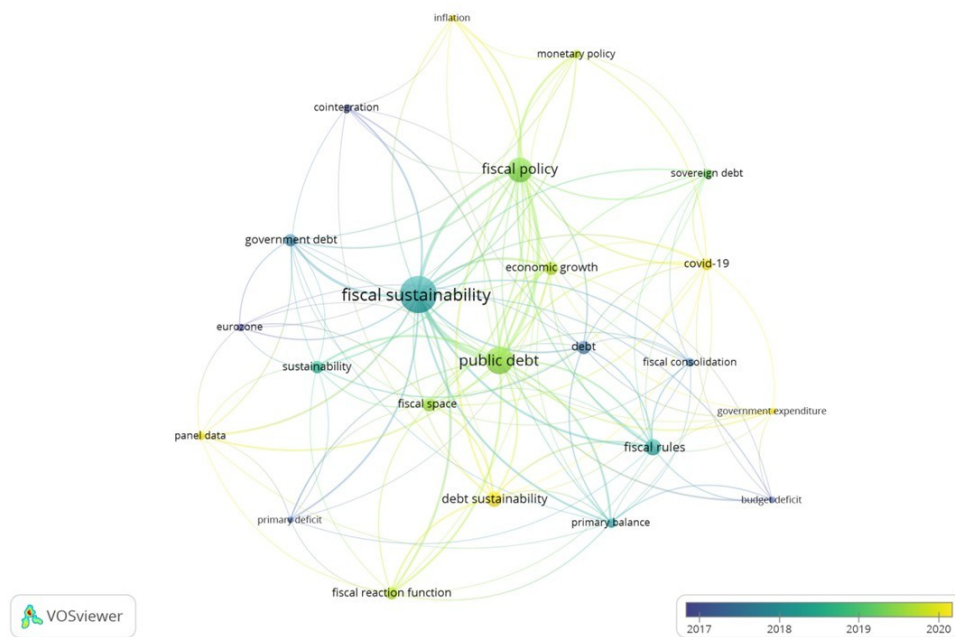 inflation
monetary policy
cointegration
fiscal policy
sovereign debt
government debt
economic growth
covid-19
fiscal sustainability
eurozone
debt
public debt
fiscal consolidation
sustainability
fiscal space
government expenditure
panel data
fiscal rules
debt sustainability
budget deficit
primary deficit
primary balance
fiscal reaction function
VOSviewer
2017 2018 2019 2020